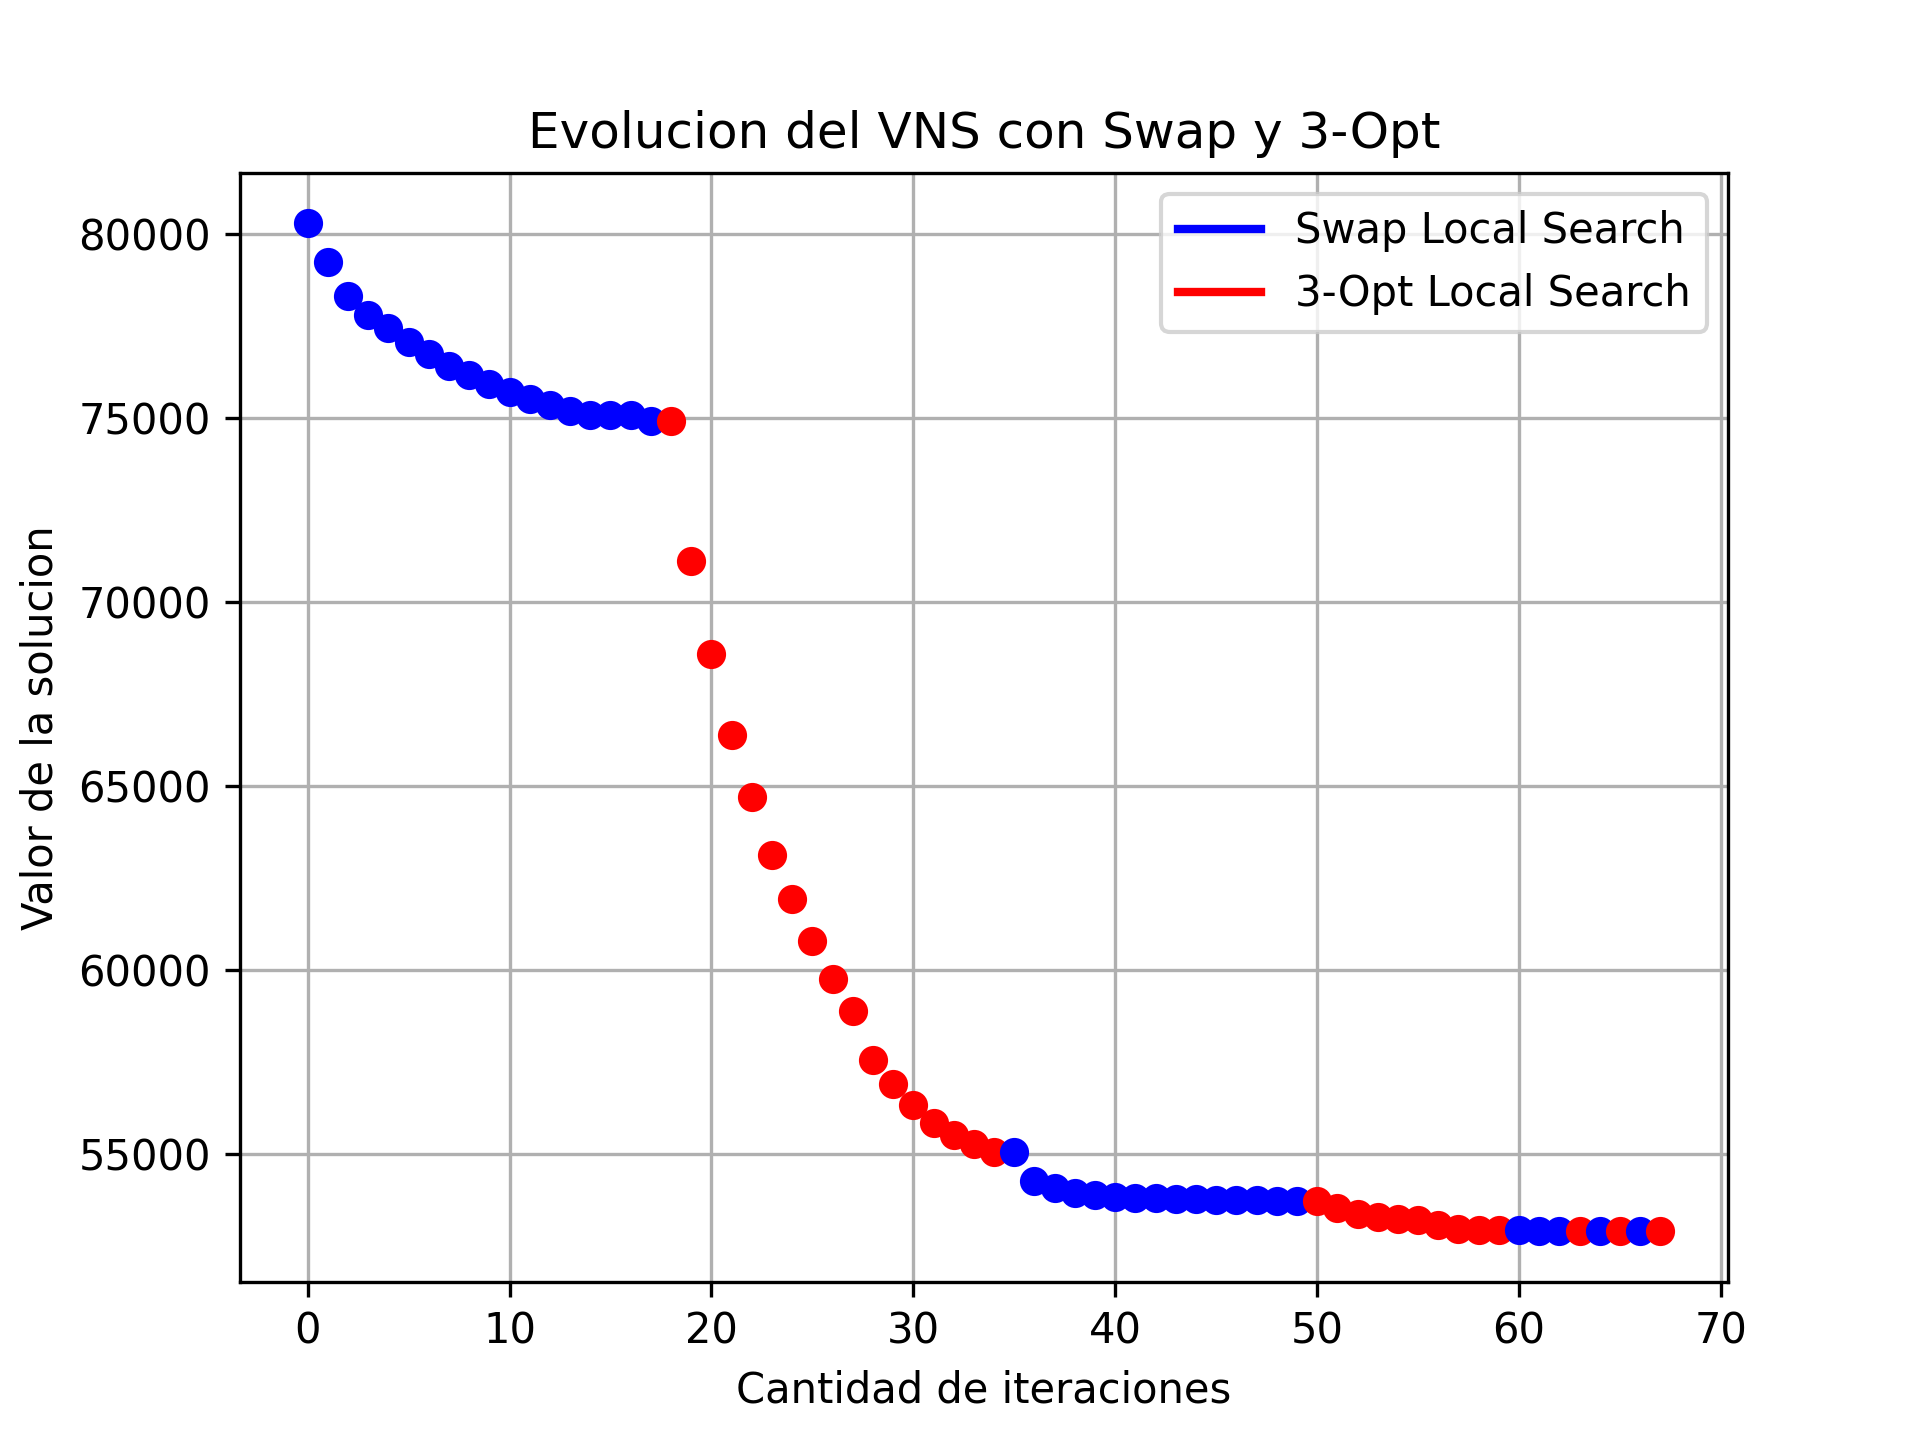 Evolucion del VNS con Swap y 3-Opt
Swap Local Search
3-Opt Local Search
80000
75000
70000
65000
60000
55000
Valor de la solucion
0 10 20 30 40 50 60 70
Cantidad de iteraciones